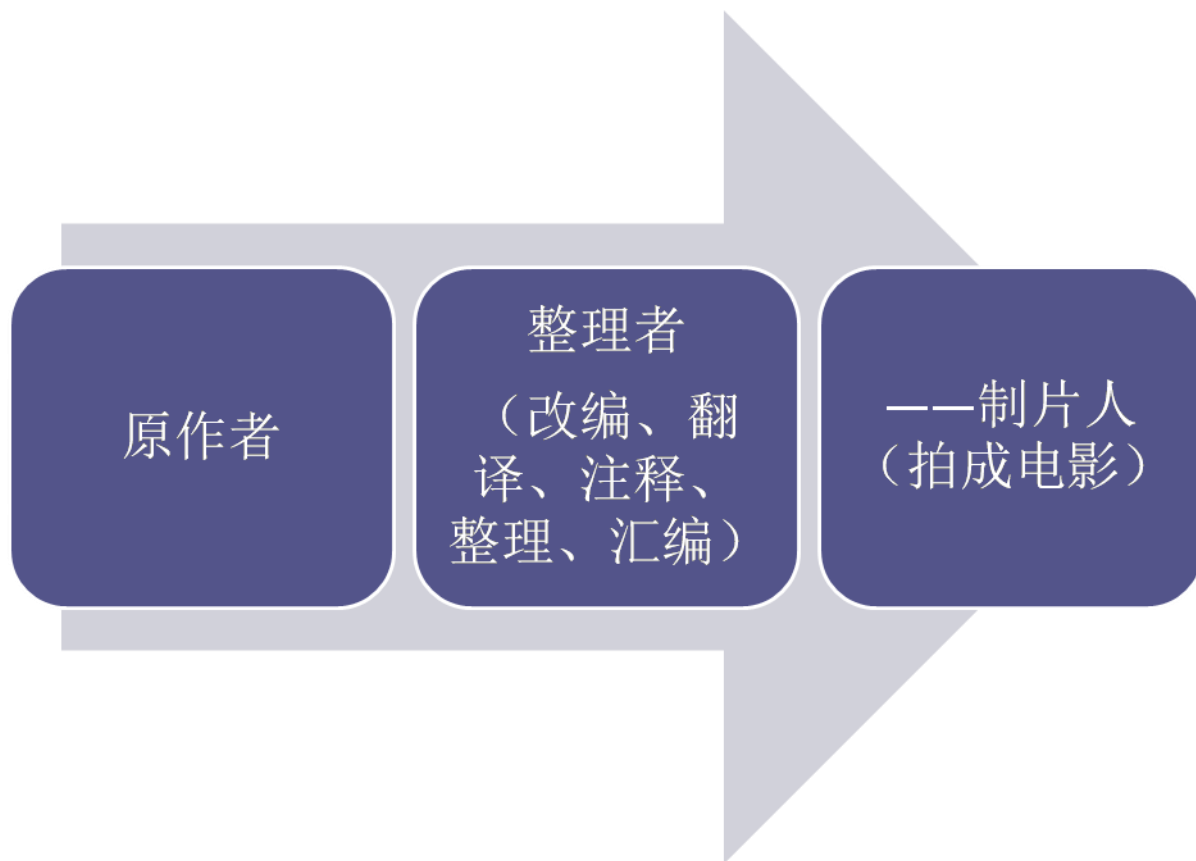 原作者
整理者
（改编、翻
译、注释、
整理、汇编）
——制片人
（拍成电影）